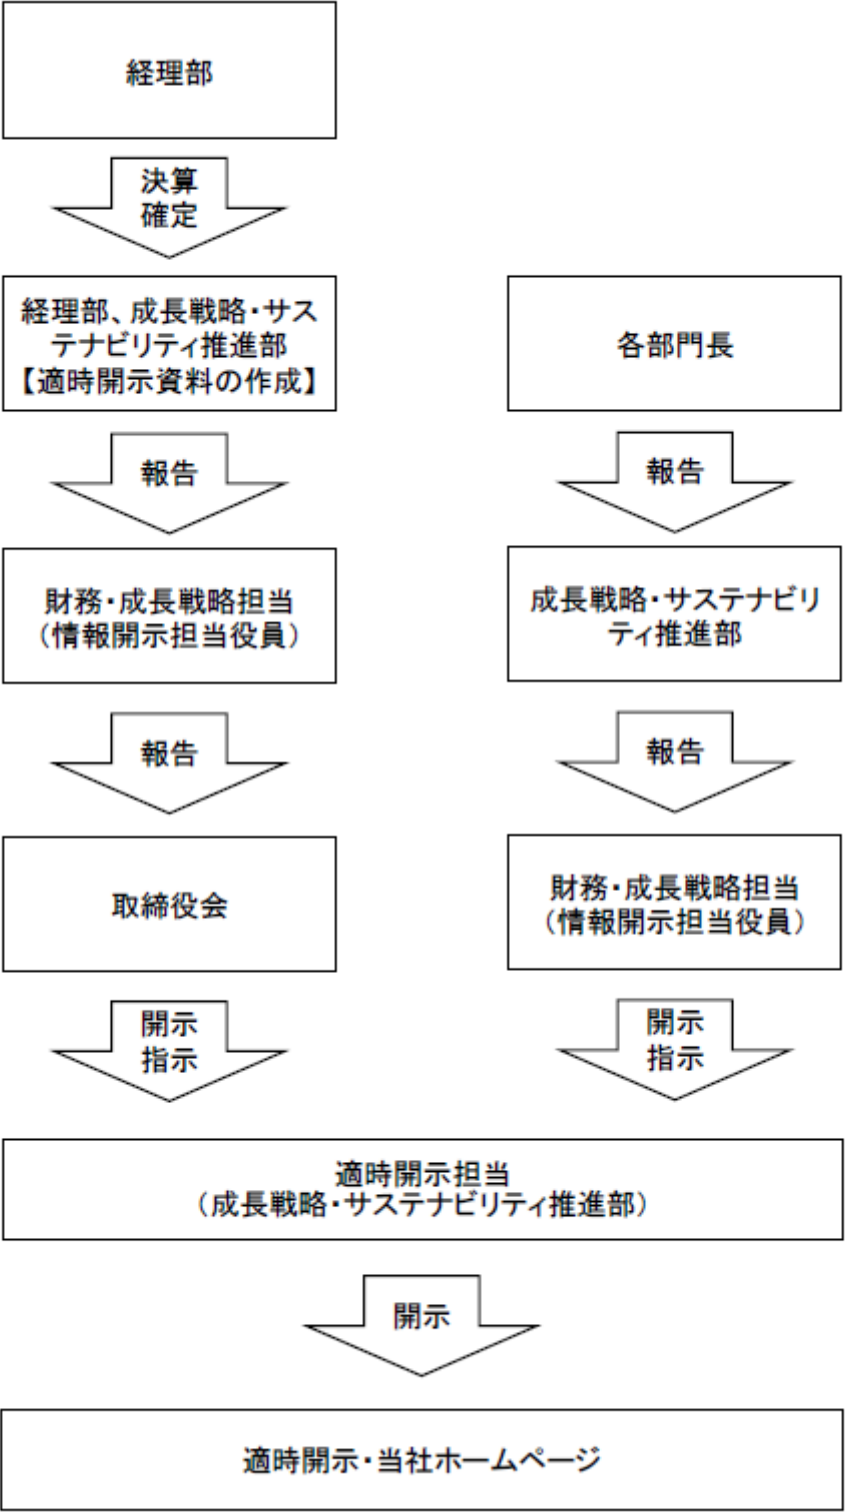 経理部
決算
確定
経理部、成長戦略・サス
テナビリティ推進部
【適時開示資料の作成】
報告
財務・成長戦略担当
（情報開示担当役員）
報告
取締役会
開示
指示
各部門長
報告
成長戦略・サステナビリ
ティ推進部
報告
財務・成長戦略担当
（情報開示担当役員）
開示
指示
適時開示担当
（成長戦略・サステナビリティ推進部）
開示
適時開示・当社ホームページ